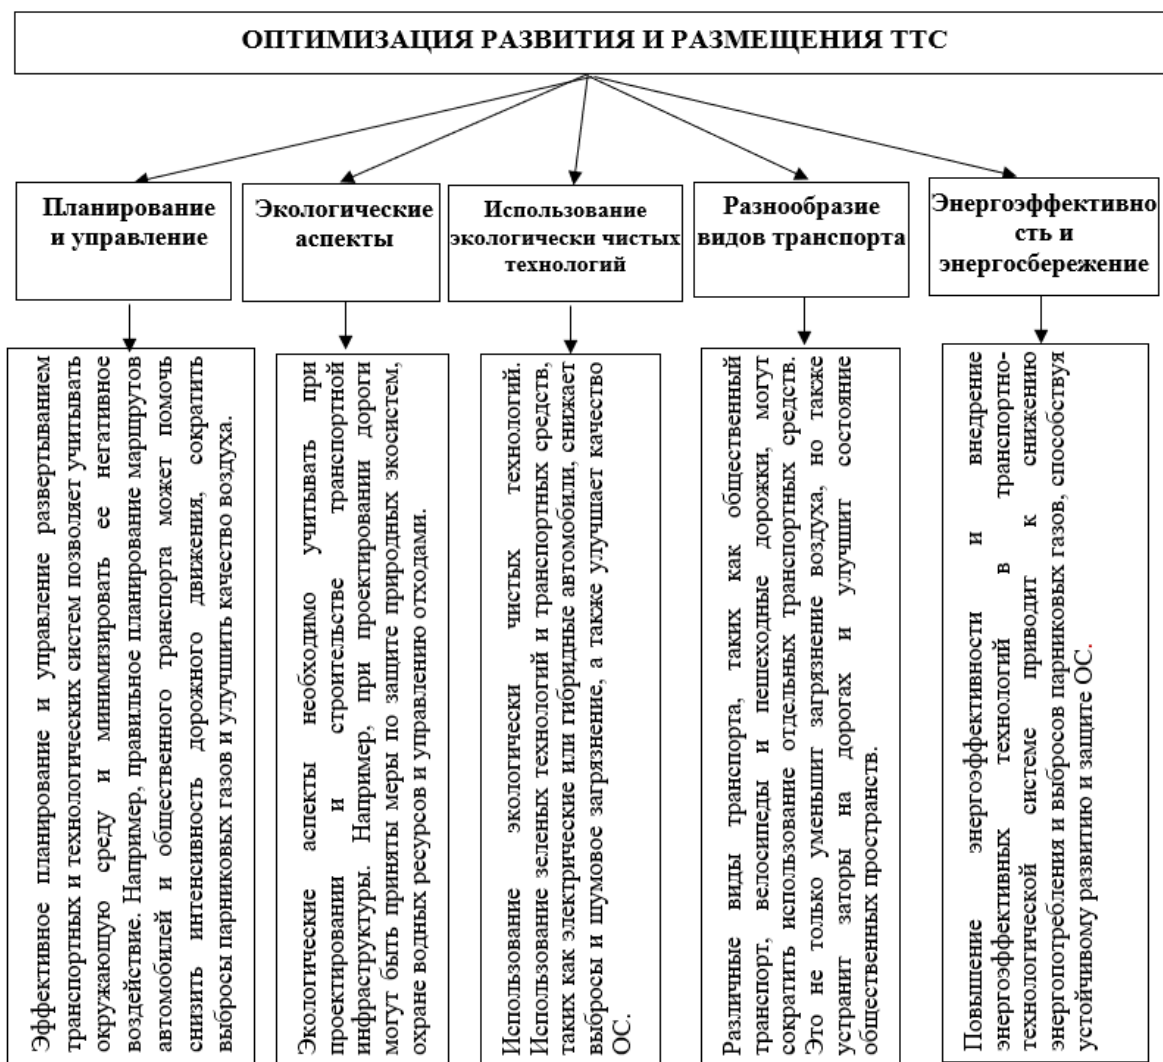 ОПТИМИЗАЦИЯ РАЗВИТИЯ И РАЗМЕЩЕНИЯ ТТС
Планирование
и управление
Экологические
аспекты
Использование
экологически чистых
технологий
Разнообразие
видов транспорта
Энергоэффективно
сть и
энергосбережение
Эффективное планирование и управление развертыванием
транспортных и технологических систем позволяет учитывать
окружающую среду и минимизировать ее негативное
воздействие. Например, правильное планирование маршрутов
автомобилей и общественного транспорта может помочь
снизить интенсивность дорожного движения, сократить
выбросы парниковых газов и улучшить качество воздуха.
Экологические аспекты необходимо учитывать при
проектировании и строительстве транспортной
инфраструктуры. Например, при проектировании дороги
могут быть приняты меры по защите природных экосистем,
охране водных ресурсов и управлению отходами.
Использование экологически чистых технологий.
Использование зеленых технологий и транспортных средств,
таких как электрические или гибридные автомобили, снижает
выбросы и шумовое загрязнение, а также улучшает качество
ОС.
Различные виды транспорта, таких как общественный
транспорт, велосипеды и пешеходные дорожки, могут
сократить использование отдельных транспортных средств.
Это не только уменьшит загрязнение воздуха, но также
устранит заторы на дорогах и улучшит состояние
общественных пространств.
Повышение энергоэффективности и внедрение
энергоэффективных технологий в транспортно-
технологической системе приводит к снижению
энергопотребления и выбросов парниковых газов, способствуя
устойчивому развитию и защите ОС.